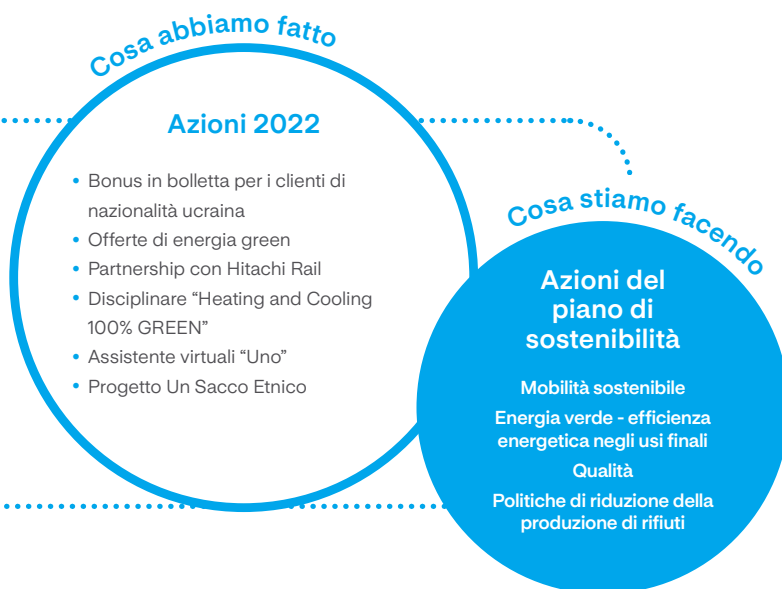 Cosa abbiamo fatto
Azioni 2022
• Bonus in bolletta per i clienti di
nazionalità ucraina
• Offerte di energia green
• Partnership con Hitachi Rail
• Disciplinare “Heating and Cooling
100% GREEN”
• Assistente virtuali “Uno”
• Progetto Un Sacco Etnico
Cosa stiamo facendo
Azioni del
piano di
sostenibilità
Mobilità sostenibile
Energia verde - efficienza
energetica negli usi finali
Qualità
Politiche di riduzione della
produzione di rifiuti